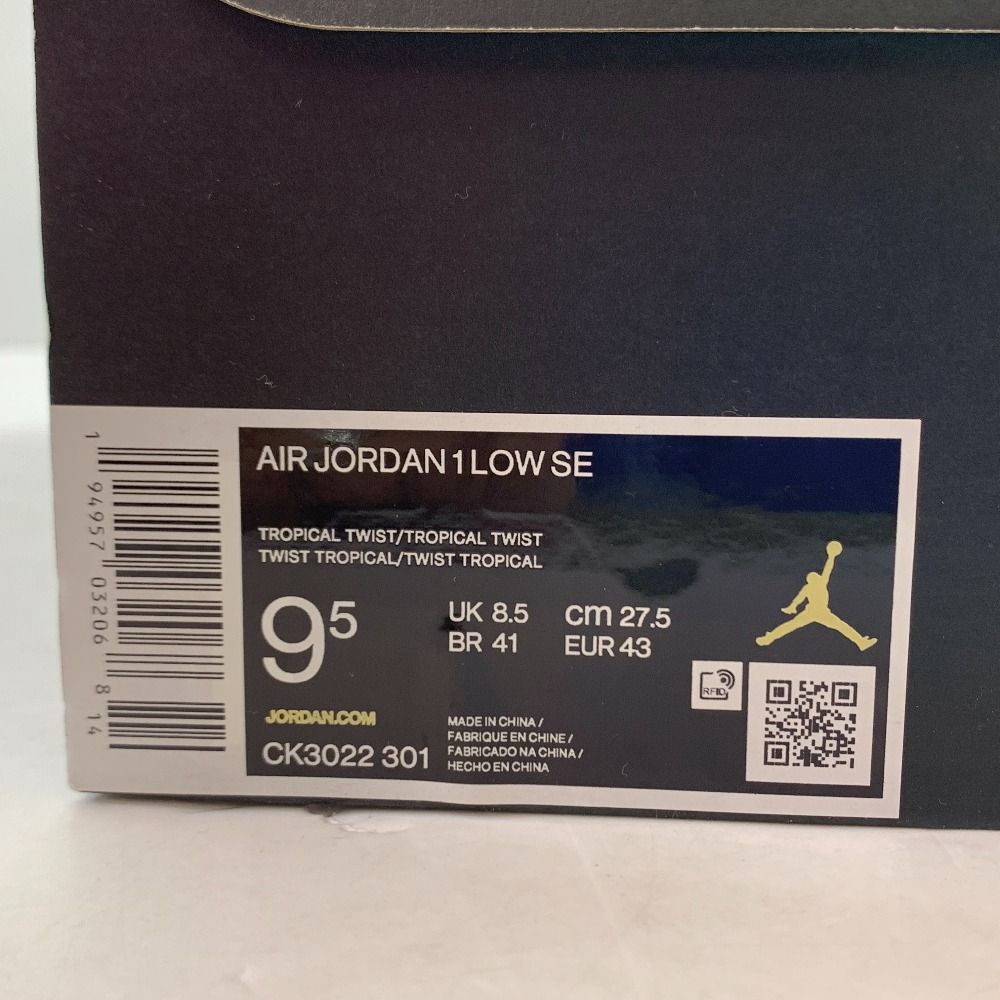 AIR JORDAN 1 LOW SE
TROPICAL TWIST/TROPICAL TWIST
TWIST TROPICAL/TWIST TROPICAL
95
UK 8.5 cm 27.5
BR 41 EUR 43
RFID
JORDAN.COM
CK3022 301
MADE IN CHINA /
FABRIQUE EN CHINE /
FABRICADO NA CHINA /
HECHO EN CHINA
1 94957 03206 8 14